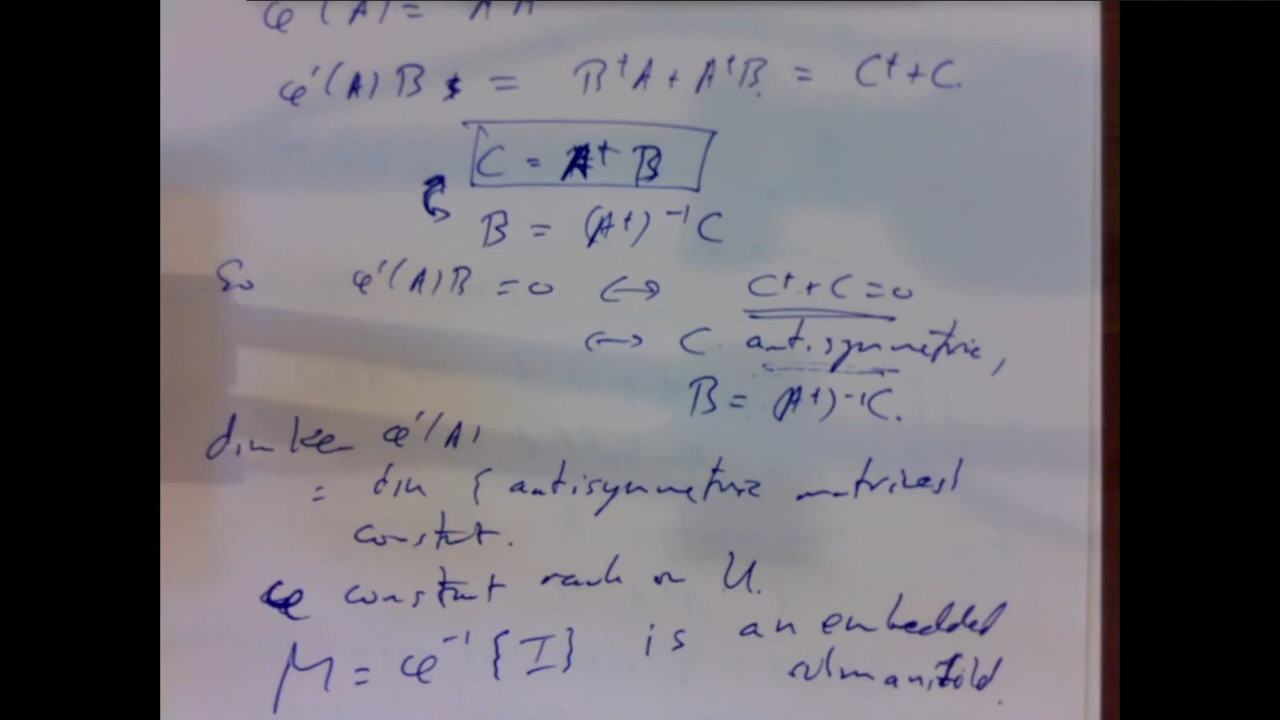 φ'(A) B = B^t A + A^t B. = C^t + C.
C = A^t B
B = (A^t)^{-1} C
So φ'(A)B = 0 ↔ C^t + C = 0
↔ C antisymmetric,
B = (A^t)^{-1} C.
dim ker φ'(A)
= dim { antisymmetric matrices}
constant.
φ constant rank on U.
M = φ^{-1} {I} is an embedded
submanifold.